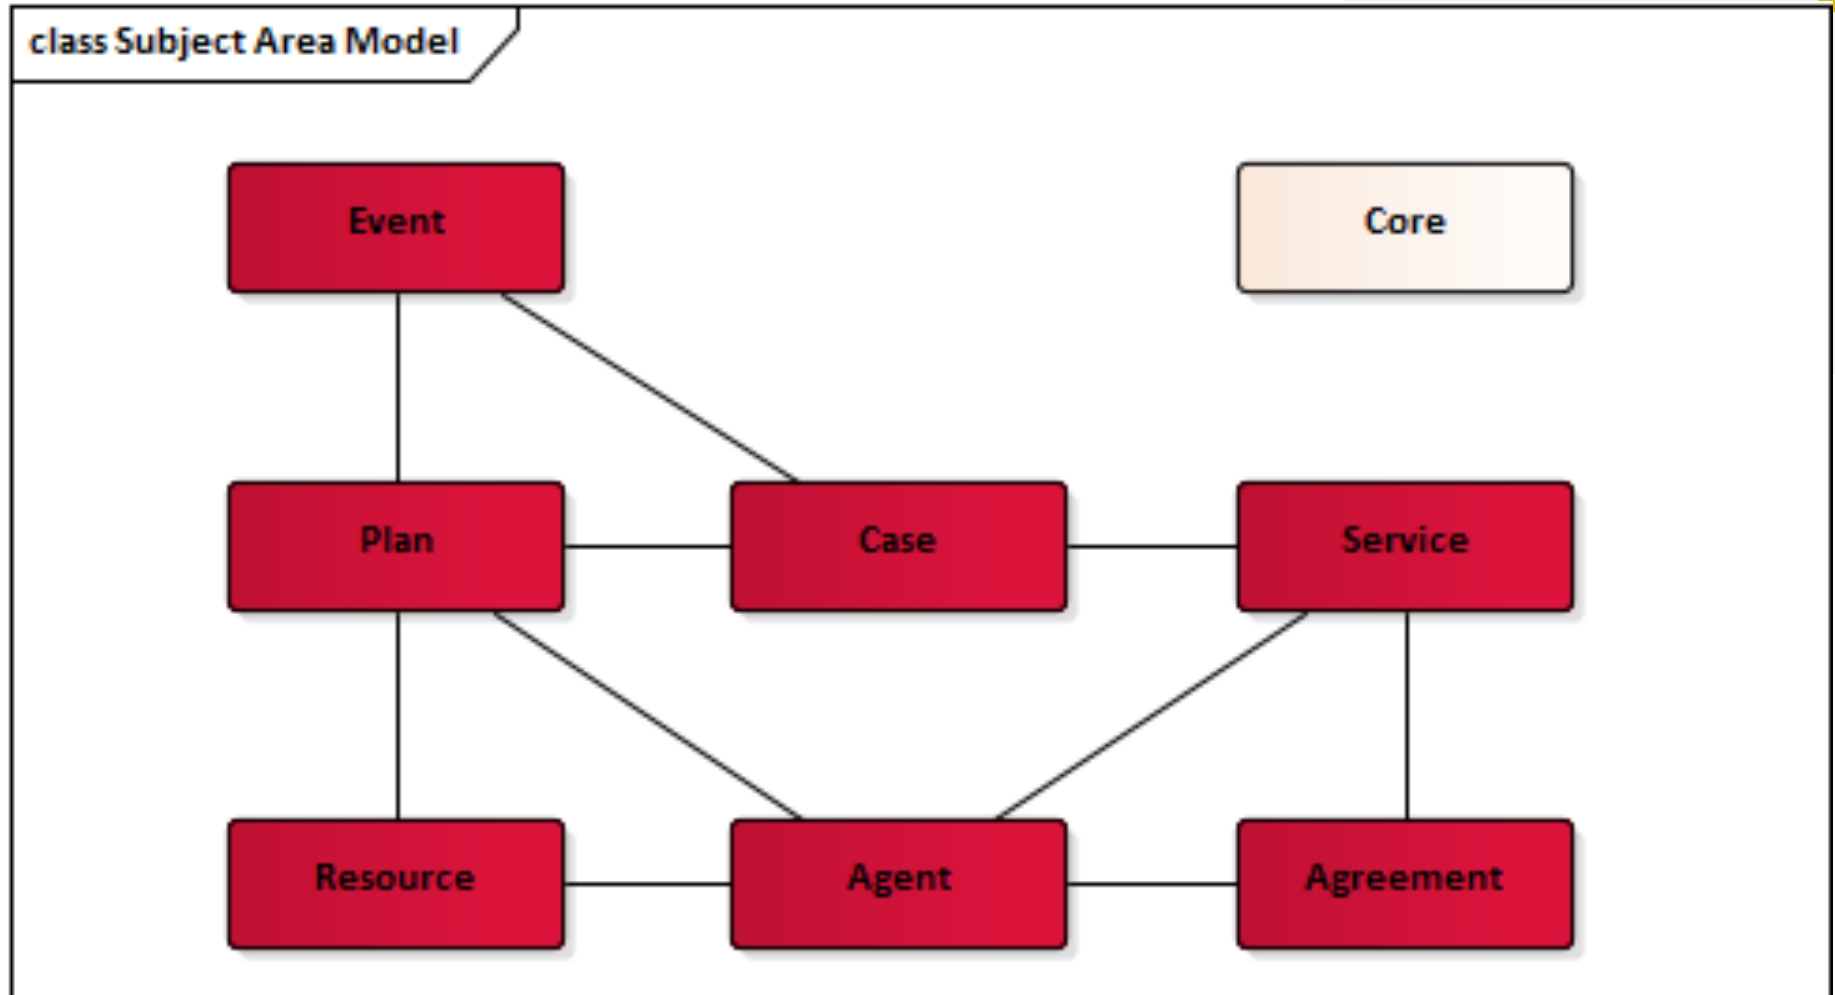 class Subject Area Model
Event
Core
Plan
Case
Service
Resource
Agent
Agreement